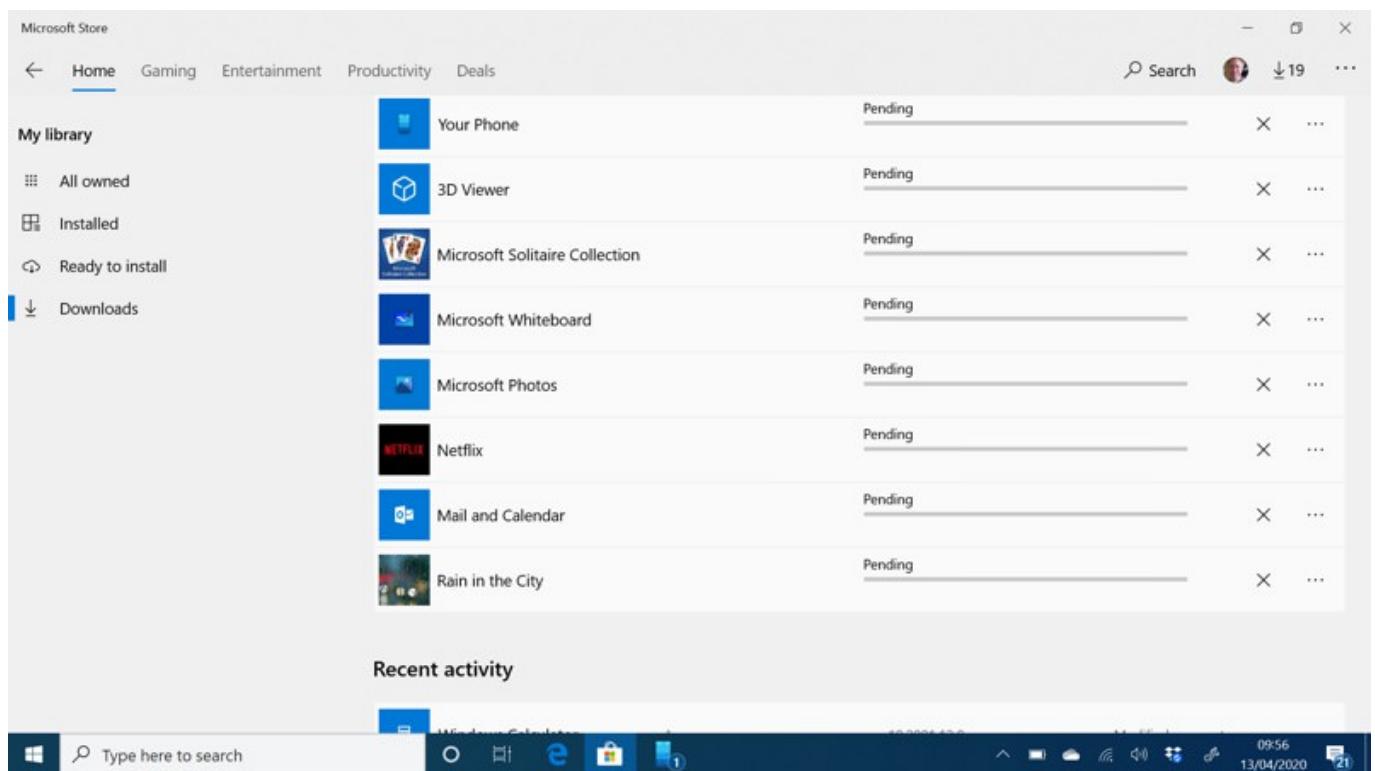 Microsoft Store
Home Gaming Entertainment Productivity Deals Search 19
My library
All owned
Installed
Ready to install
Downloads
Your Phone Pending
3D Viewer Pending
Microsoft Solitaire Collection Pending
Microsoft Whiteboard Pending
Microsoft Photos Pending
NETFLIX Netflix Pending
Mail and Calendar Pending
Rain in the City Pending
Recent activity
Windows Calculator
Type here to search 1 09:56
13/04/2020 21